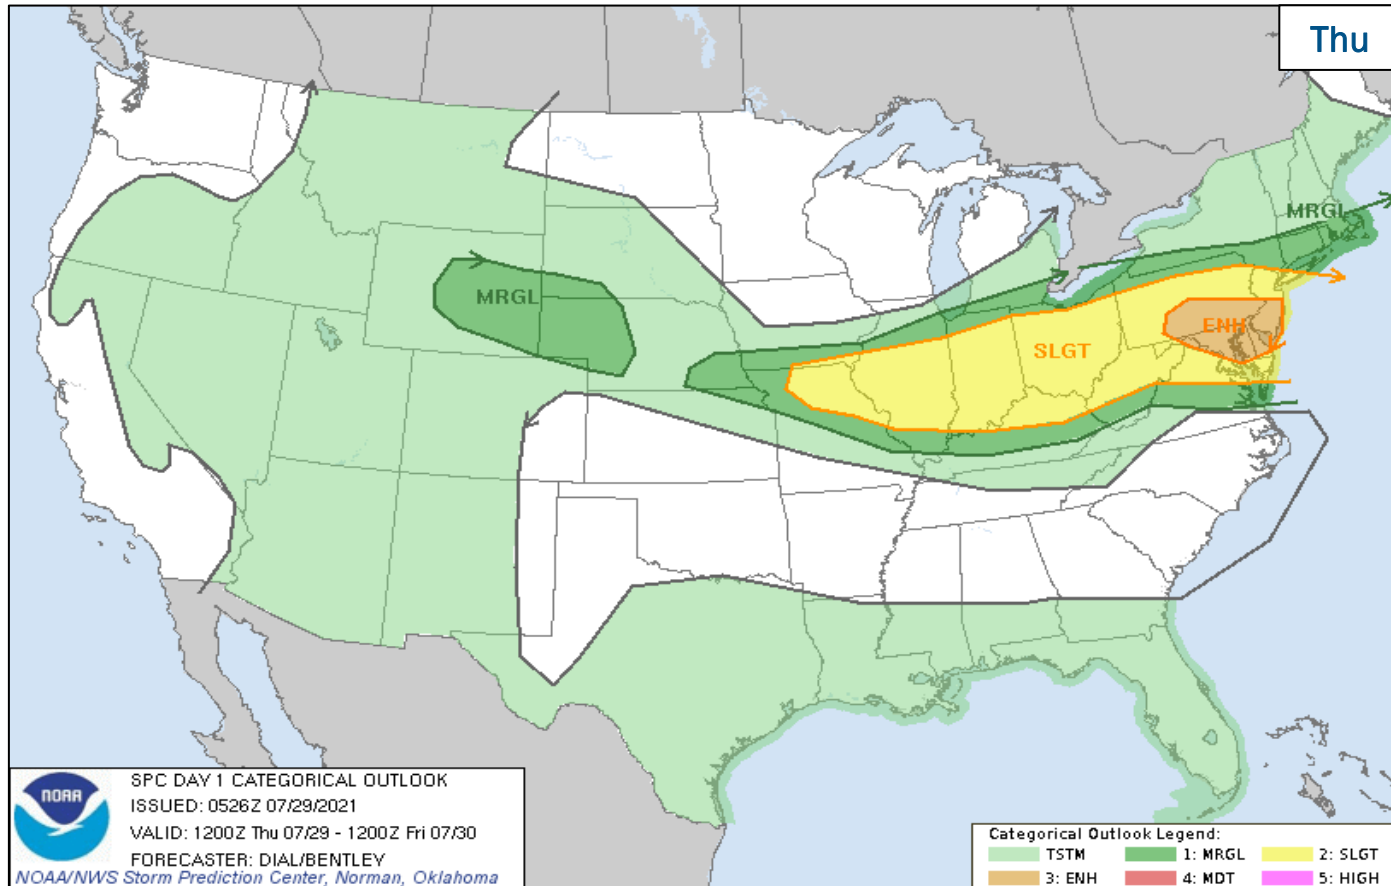 Thu
MRGL
MRGL
ENH
SLGT
NOAA
SPC DAY 1 CATEGORICAL OUTLOOK
ISSUED: 0526Z 07/29/2021
VALID: 1200Z Thu 07/29 - 1200Z Fri 07/30
FORECASTER: DIAL/BENTLEY
NOAA/NWS Storm Prediction Center, Norman, Oklahoma
Categorical Outlook Legend:
TSTM 1: MRGL 2: SLGT
3: ENH 4: MDT 5: HIGH